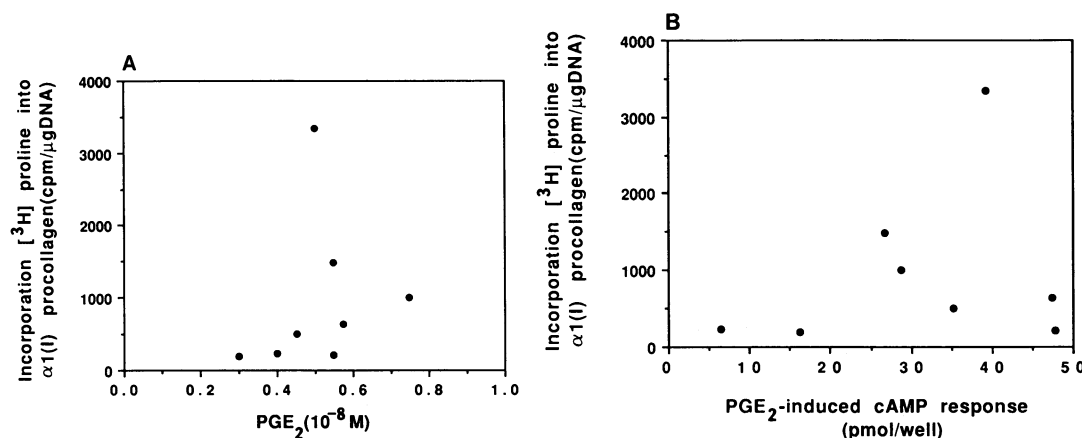 A
Incorporation [³H] proline into
α1(I) procollagen(cpm/μgDNA)
4000
3000
2000
1000
0
0.0 0.2 0.4 0.6 0.8 1.0
PGE₂(10⁻⁸ M)
B
Incorporation [³H] proline into
α1(I) procollagen(cpm/μgDNA)
4000
3000
2000
1000
0
0 10 20 30 40 50
PGE₂-induced cAMP response
(pmol/well)